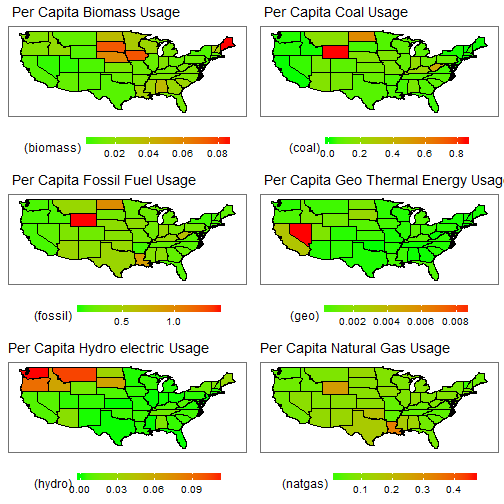 Per Capita Biomass Usage
Per Capita Coal Usage
(biomass)
0.02 0.04 0.06 0.08
(coal)
0.0 0.2 0.4 0.6 0.8
Per Capita Fossil Fuel Usage
Per Capita Geo Thermal Energy Usage
(fossil)
0.5 1.0
(geo)
0.002 0.004 0.006 0.008
Per Capita Hydro electric Usage
Per Capita Natural Gas Usage
(hydro)
0.00 0.03 0.06 0.09
(natgas)
0.1 0.2 0.3 0.4